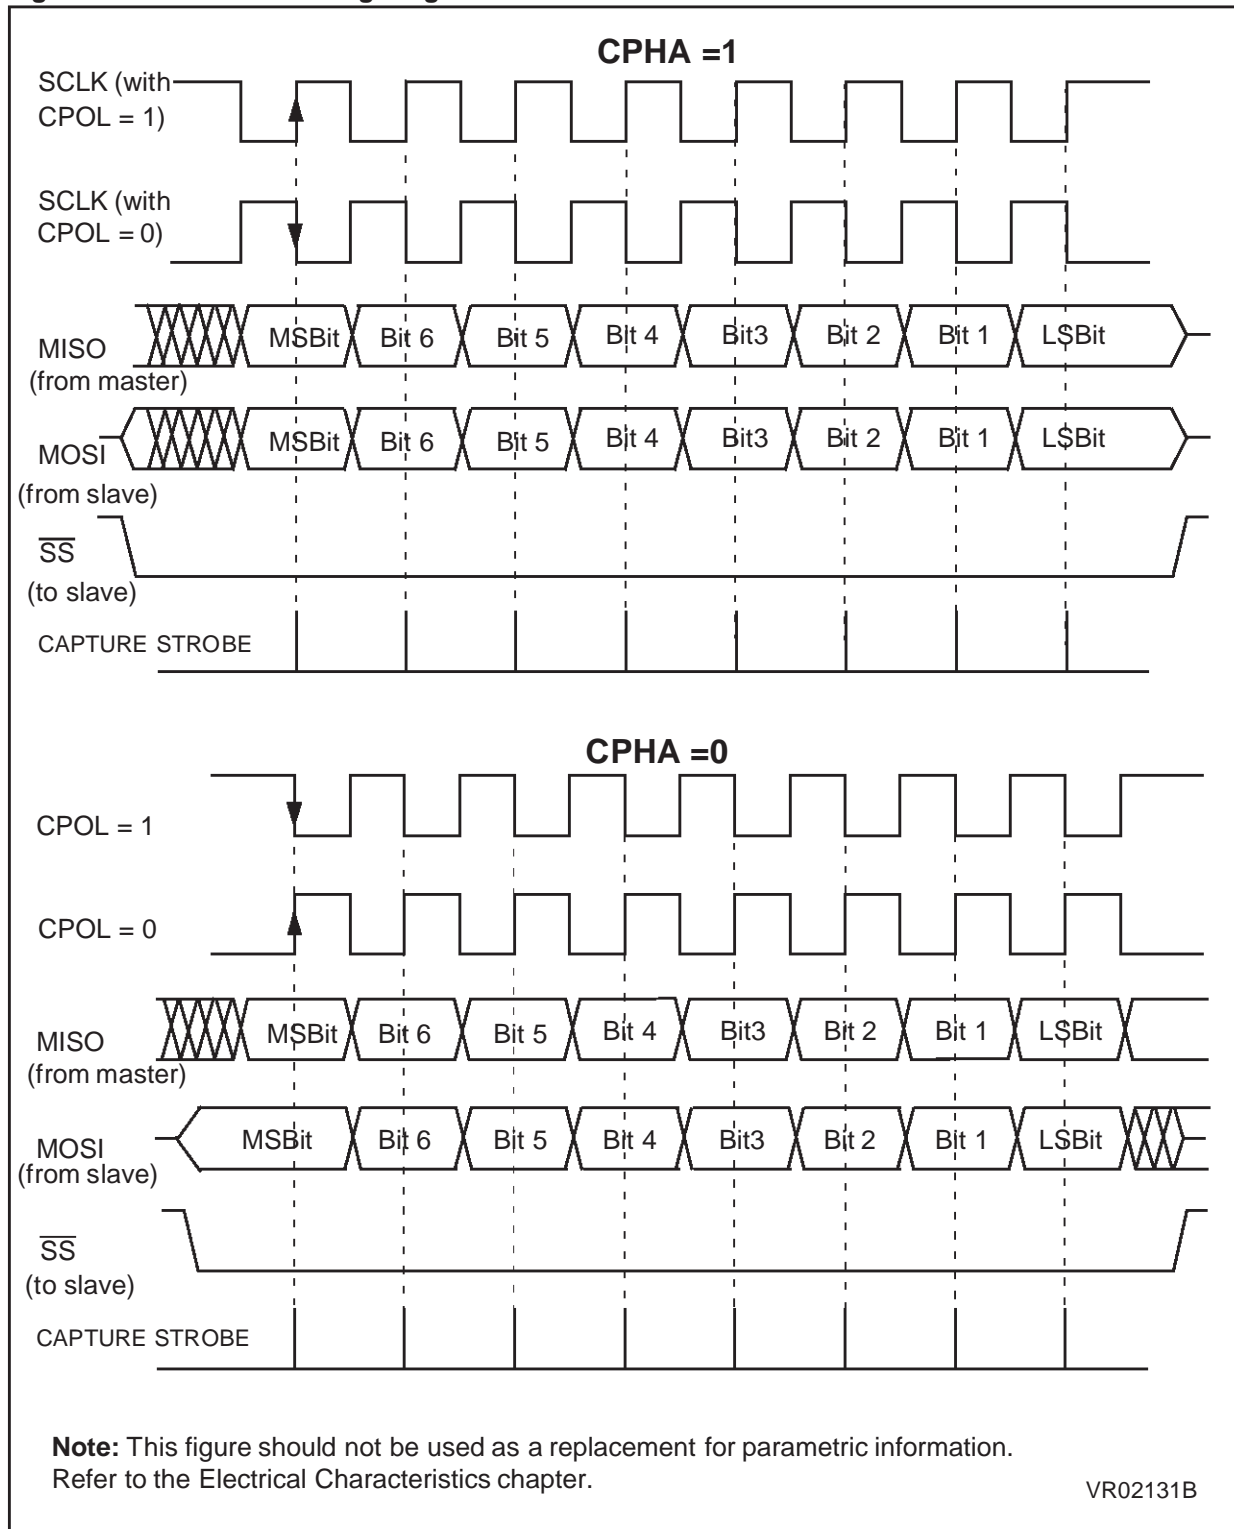 CPHA =1
SCLK (with
CPOL = 1)
SCLK (with
CPOL = 0)
MSBit Bit 6 Bit 5 Bit 4 Bit3 Bit 2 Bit 1 LSBit
MISO
(from master)
MSBit Bit 6 Bit 5 Bit 4 Bit3 Bit 2 Bit 1 LSBit
MOSI
(from slave)
SS
(to slave)
CAPTURE STROBE
CPHA =0
CPOL = 1
CPOL = 0
MSBit Bit 6 Bit 5 Bit 4 Bit3 Bit 2 Bit 1 LSBit
MISO
(from master)
MSBit Bit 6 Bit 5 Bit 4 Bit3 Bit 2 Bit 1 LSBit
MOSI
(from slave)
SS
(to slave)
CAPTURE STROBE
Note: This figure should not be used as a replacement for parametric information.
Refer to the Electrical Characteristics chapter.
VR02131B